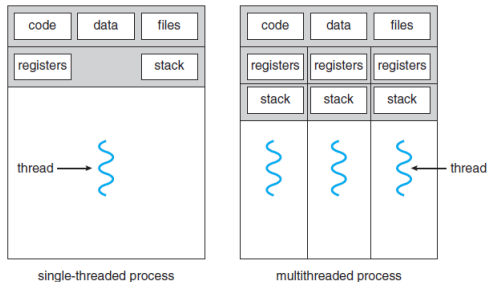 code data files
registers stack
thread
single-threaded process
code data files
registers registers registers
stack stack stack
thread
multithreaded process